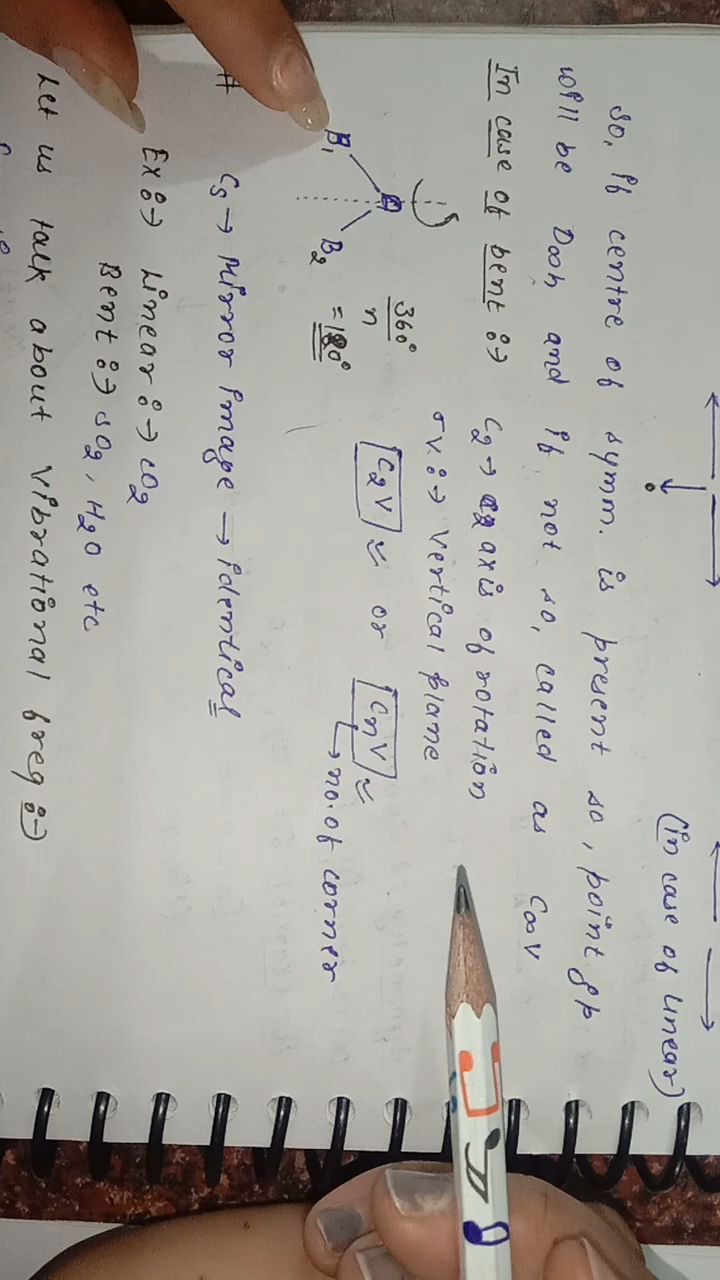 (in case of linear)
so, if centre of symm. is present so, point gp
will be D∞h and if not so, called as C∞v
In case of bent :→ C2 → axis of rotation
σv :→ vertical plane
360°
n
= 180°
A
B1 B2
C2V or CnV
→ no. of corners
# Cs → Mirror image → identical
Ex :→ Linear :→ CO2
Bent :→ SO2, H2O etc
Let us talk about vibrational freq :→